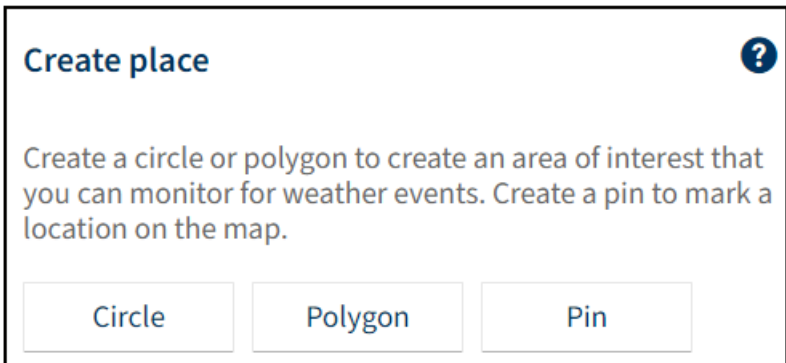 Create place ?
Create a circle or polygon to create an area of interest that
you can monitor for weather events. Create a pin to mark a
location on the map.
Circle Polygon Pin